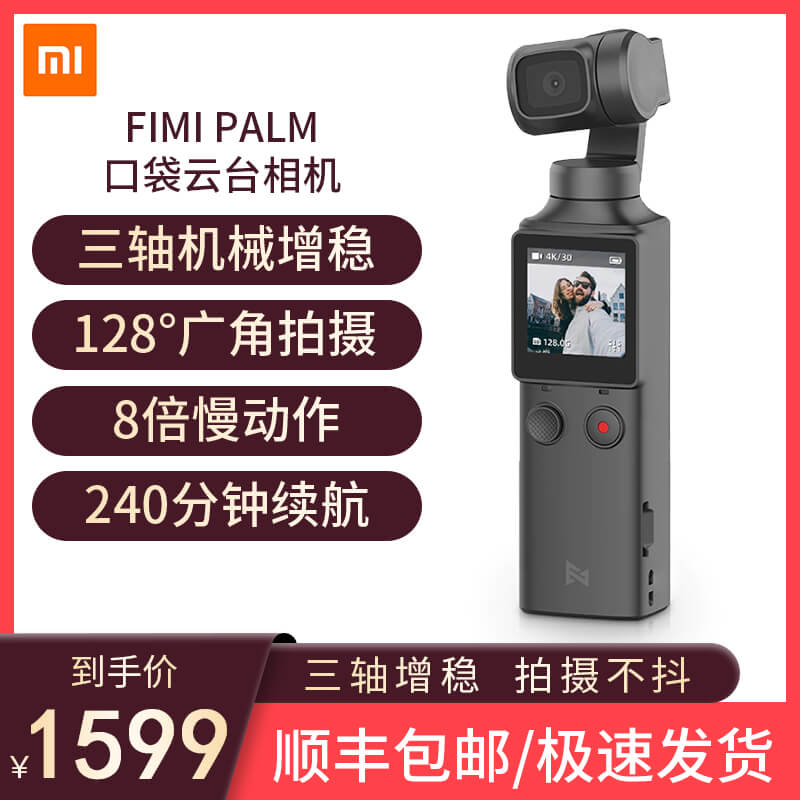 mi
FIMI PALM
口袋云台相机
三轴机械增稳
128°广角拍摄
8倍慢动作
240分钟续航
4K/30
128.0G
到手价
¥1599
三轴增稳 拍摄不抖
顺丰包邮/极速发货